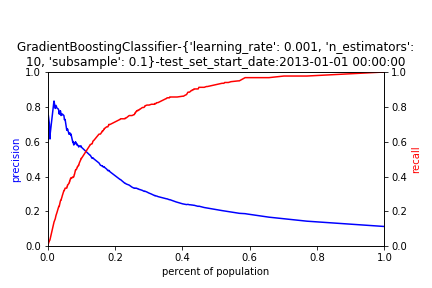 GradientBoostingClassifier-{'learning_rate': 0.001, 'n_estimators':
10, 'subsample': 0.1}-test_set_start_date:2013-01-01 00:00:00
1.0 1.0
0.8 0.8
0.6 0.6
precision recall
0.4 0.4
0.2 0.2
0.0 0.0
0.0 0.2 0.4 0.6 0.8 1.0
percent of population